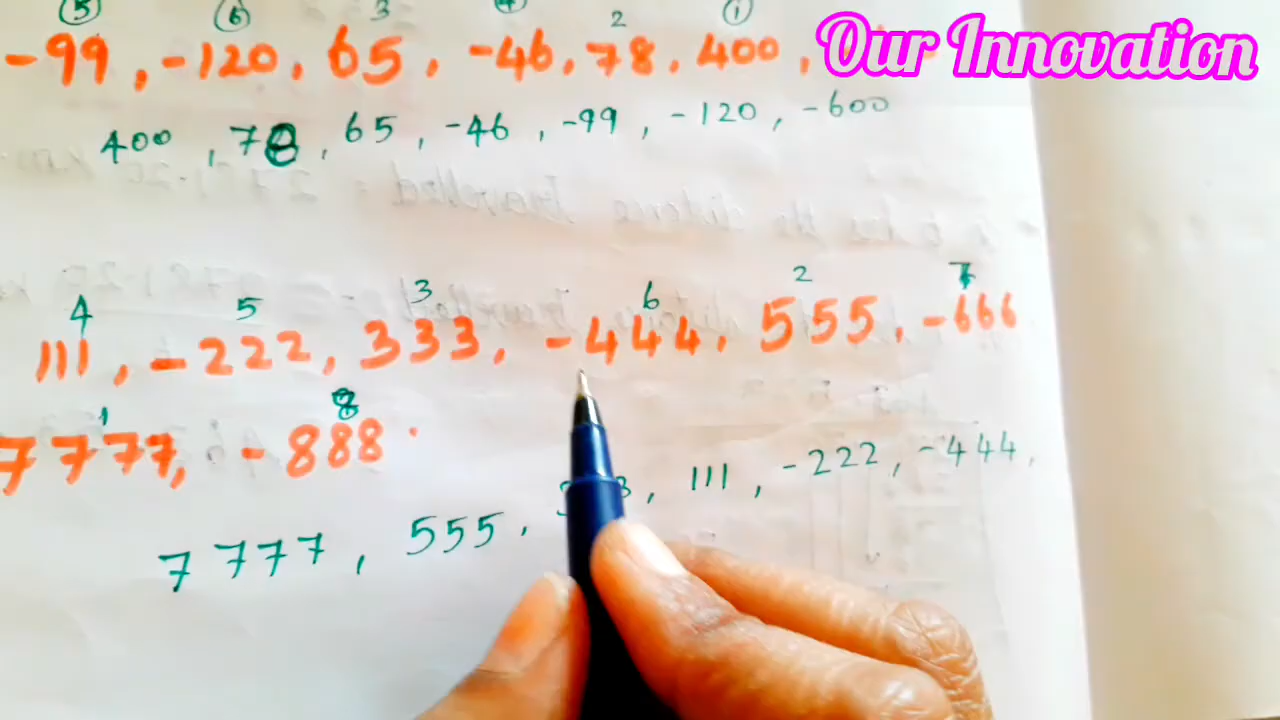 5 6 3 2 1
-99, -120, 65, -46, 78, 400,
Our Innovation
400, 78, 65, -46, -99, -120, -600
4 5 3 6 2 7
111, -222, 333, -444, 555, -666
1 8
7777, -888.
7777, 555, 111, -222, -444,